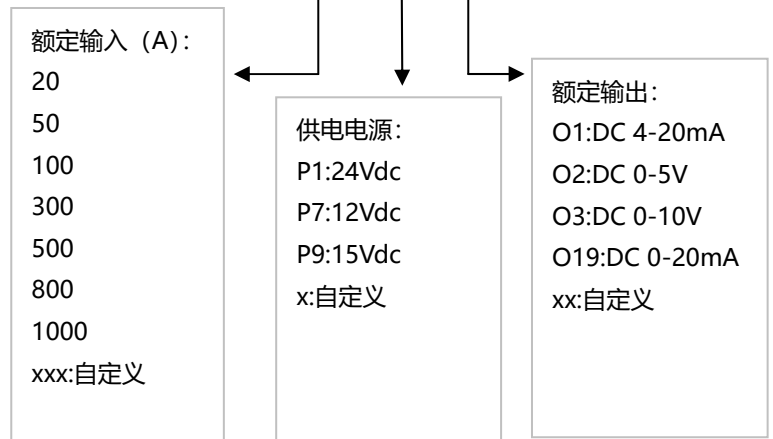 额定输入（A）：
20
50
100
300
500
800
1000
xxx:自定义
供电电源：
P1:24Vdc
P7:12Vdc
P9:15Vdc
x:自定义
额定输出：
O1:DC 4-20mA
O2:DC 0-5V
O3:DC 0-10V
O19:DC 0-20mA
xx:自定义